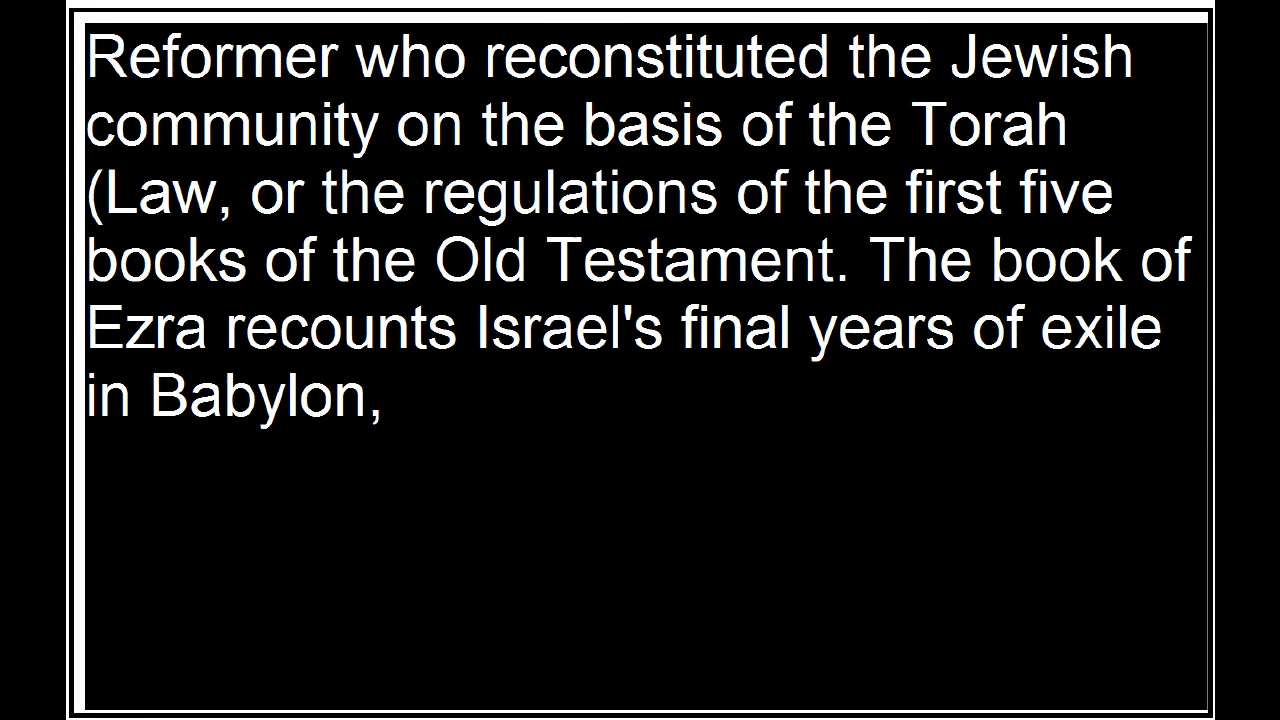 Reformer who reconstituted the Jewish
community on the basis of the Torah
(Law, or the regulations of the first five
books of the Old Testament. The book of
Ezra recounts Israel's final years of exile
in Babylon,